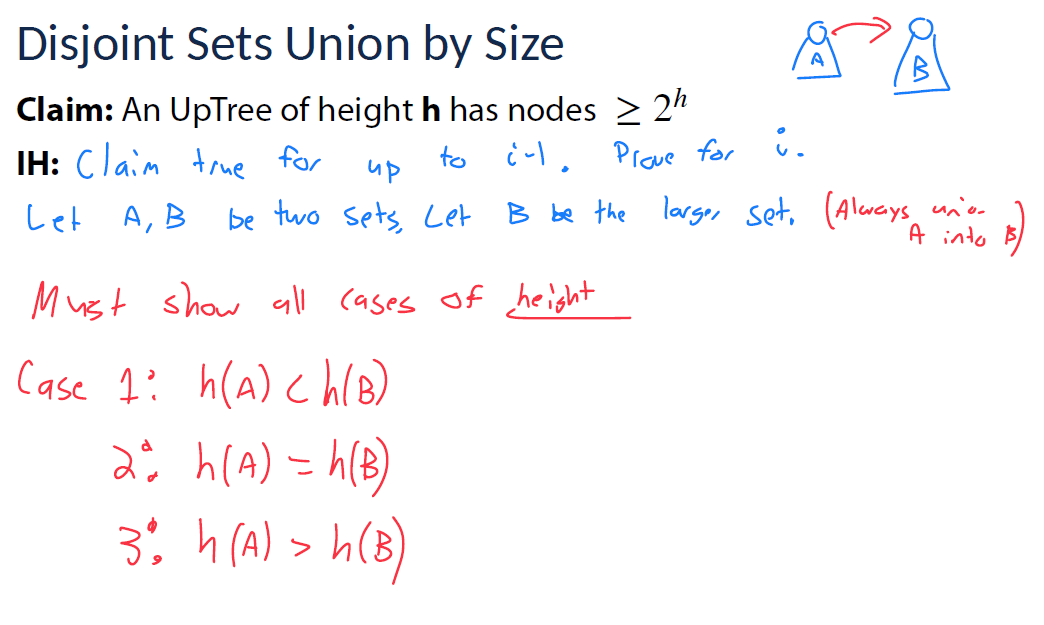 Disjoint Sets Union by Size
A B
Claim: An UpTree of height h has nodes ≥ 2^h
IH: Claim true for up to i-1. Prove for i.
Let A, B be two sets, Let B be the larger set. (Always union
A into B)
Must show all cases of height
Case 1: h(A) < h(B)
2: h(A) = h(B)
3: h(A) > h(B)